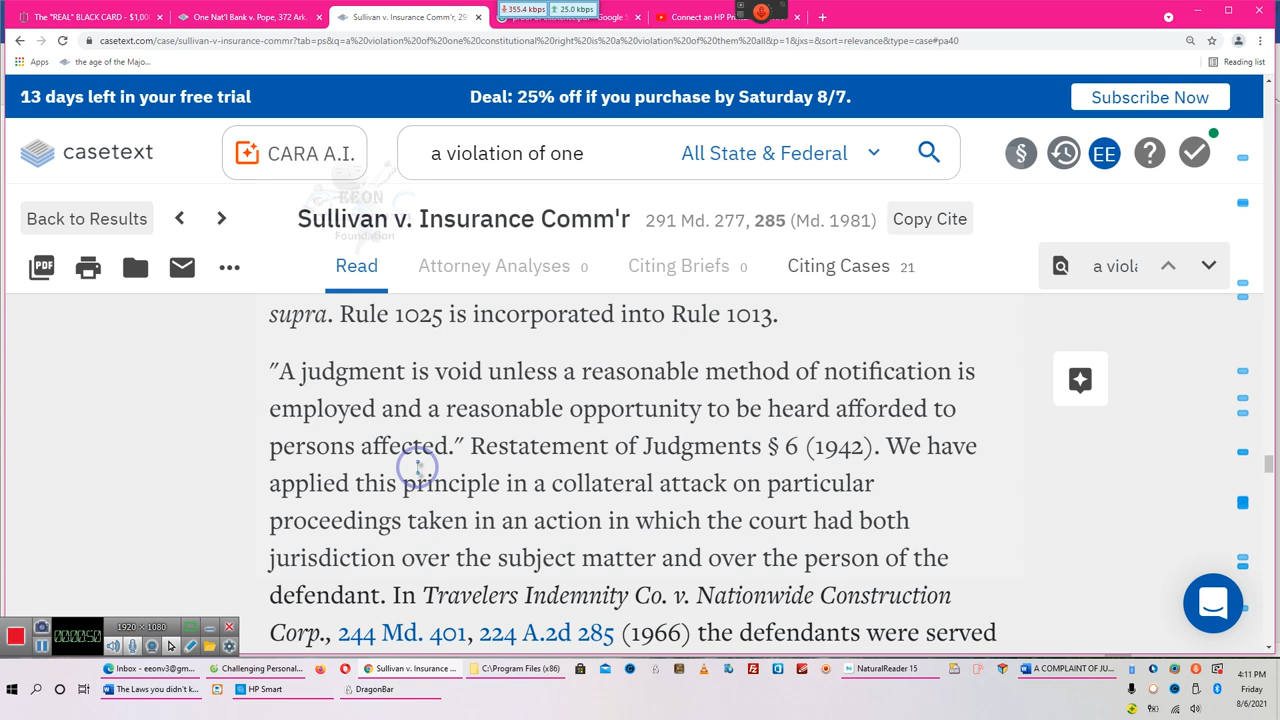 The "REAL" BLACK CARD - $1,00
One Nat'l Bank v. Pope, 372 Ark.
Sullivan v. Insurance Comm'r, 29
355.4 kbps
25.0 kbps
Google S
Connect an HP Pr
casetext.com/case/sullivan-v-insurance-commr?tab=ps&q=a%20violation%20of%20one%20constitutional%20right%20is%20a%20violation%20of%20them%20all&p=1&jxs=&sort=relevance&type=case#pa40
Apps
the age of the Majo...
Reading list
13 days left in your free trial
Deal: 25% off if you purchase by Saturday 8/7.
Subscribe Now
casetext
CARA A.I.
a violation of one
All State & Federal
§
EE
?
EEON
Foundation
Back to Results
Sullivan v. Insurance Comm'r
291 Md. 277, 285 (Md. 1981)
Copy Cite
PDF
Read
Attorney Analyses 0
Citing Briefs 0
Citing Cases 21
a viola
supra. Rule 1025 is incorporated into Rule 1013.
"A judgment is void unless a reasonable method of notification is
employed and a reasonable opportunity to be heard afforded to
persons affected." Restatement of Judgments § 6 (1942). We have
applied this principle in a collateral attack on particular
proceedings taken in an action in which the court had both
jurisdiction over the subject matter and over the person of the
defendant. In Travelers Indemnity Co. v. Nationwide Construction
Corp., 244 Md. 401, 224 A.2d 285 (1966) the defendants were served
1920 × 1080
Inbox - eeonv3@gm...
Challenging Personal...
Sullivan v. Insurance ...
C:\Program Files (x86)
NaturalReader 15
A COMPLAINT OF JU...
The Laws you didn't k...
HP Smart
DragonBar
4:11 PM
Friday
8/6/2021